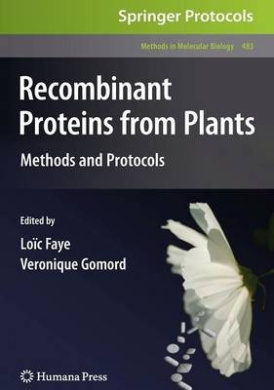 Springer Protocols
Methods in Molecular Biology 483
Recombinant
Proteins from Plants
Methods and Protocols
Edited by
Loïc Faye
Veronique Gomord
Humana Press